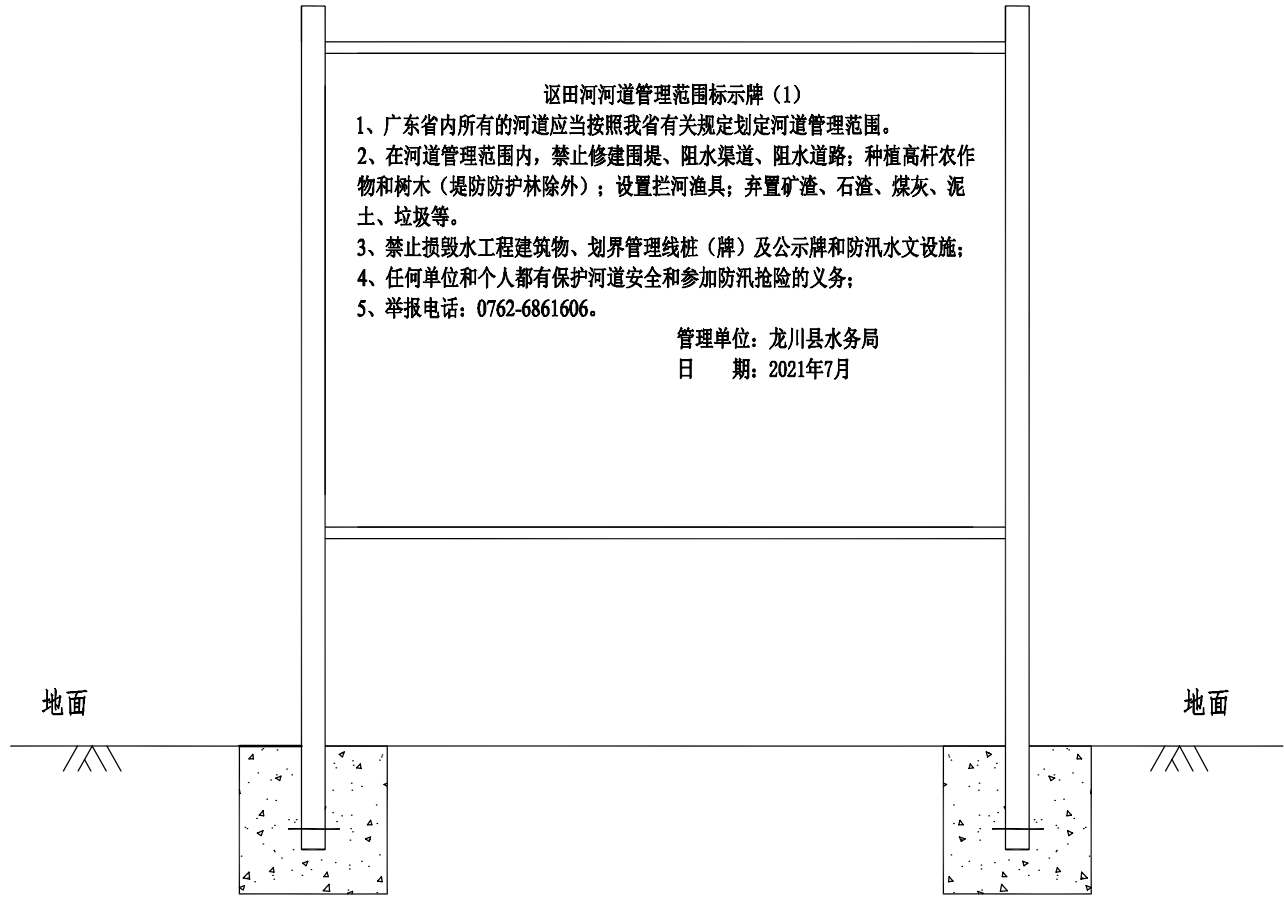 讴田河河道管理范围标示牌（1）
1、广东省内所有的河道应当按照我省有关规定划定河道管理范围。
2、在河道管理范围内，禁止修建围堤、阻水渠道、阻水道路；种植高杆农作
物和树木（堤防防护林除外）；设置拦河渔具；弃置矿渣、石渣、煤灰、泥
土、垃圾等。
3、禁止损毁水工程建筑物、划界管理线桩（牌）及公示牌和防汛水文设施；
4、任何单位和个人都有保护河道安全和参加防汛抢险的义务；
5、举报电话：0762-6861606。
管理单位：龙川县水务局
日　　期：2021年7月
地面
地面